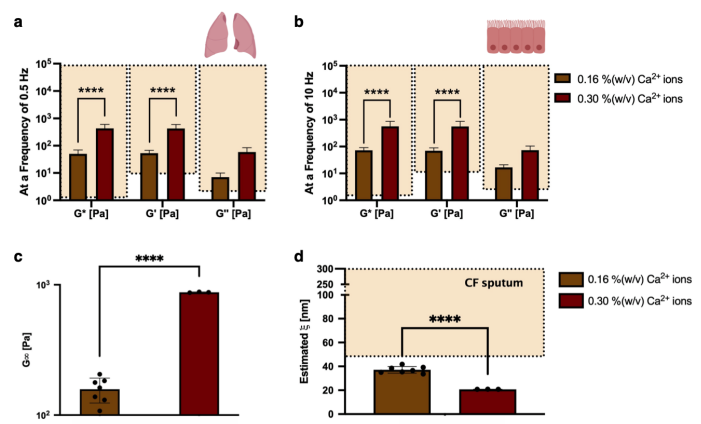 a
At a Frequency of 0.5 Hz
10⁵
10⁴
10³
10²
10¹
10⁰
****
****
G* [Pa]
G' [Pa]
G'' [Pa]
b
At a Frequency of 10 Hz
10⁵
10⁴
10³
10²
10¹
10⁰
****
****
G* [Pa]
G' [Pa]
G'' [Pa]
0.16 %(w/v) Ca²⁺ ions
0.30 %(w/v) Ca²⁺ ions
c
G∞ [Pa]
10³
10²
****
d
Estimated ξ [nm]
300
250
100
80
60
40
20
0
CF sputum
****
0.16 %(w/v) Ca²⁺ ions
0.30 %(w/v) Ca²⁺ ions